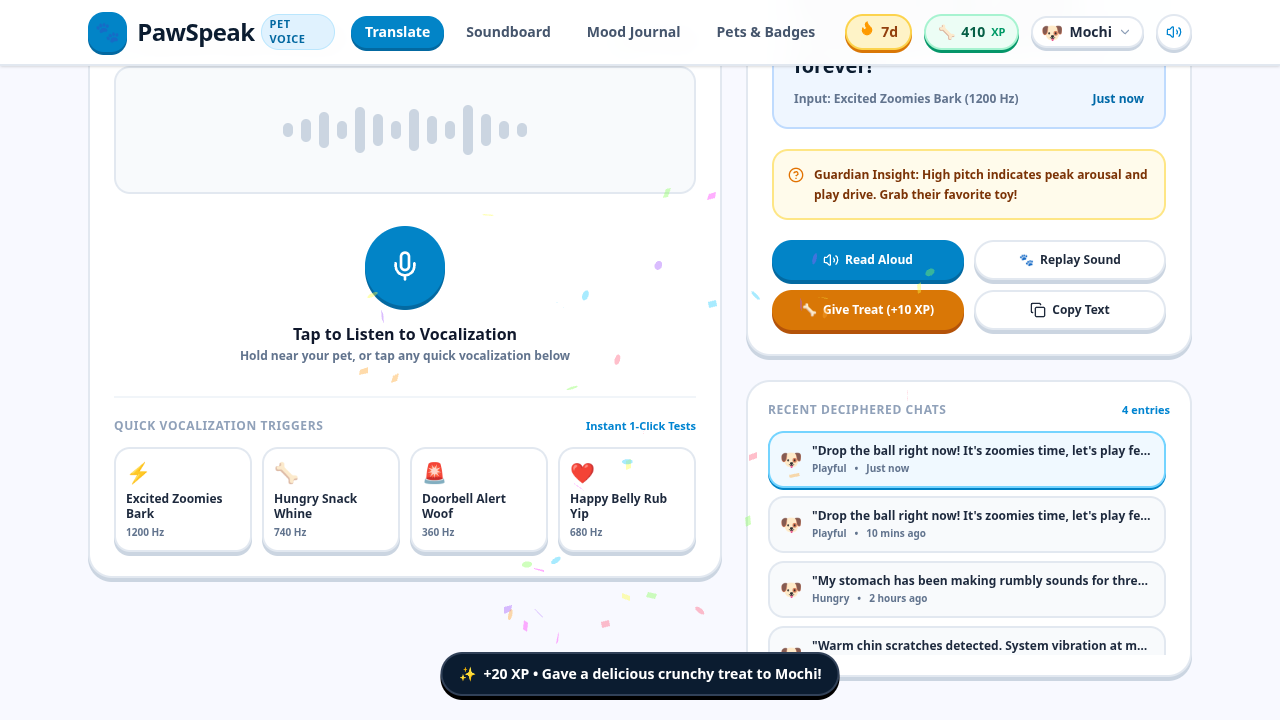 PawSpeak
PET VOICE
Translate
Soundboard
Mood Journal
Pets & Badges
7d
410 XP
Mochi
Tap to Listen to Vocalization
Hold near your pet, or tap any quick vocalization below
QUICK VOCALIZATION TRIGGERS
Instant 1-Click Tests
Excited Zoomies
Bark
1200 Hz
Hungry Snack
Whine
740 Hz
Doorbell Alert
Woof
360 Hz
Happy Belly Rub
Yip
680 Hz
forever!
Input: Excited Zoomies Bark (1200 Hz)
Just now
Guardian Insight: High pitch indicates peak arousal and
play drive. Grab their favorite toy!
Read Aloud
Replay Sound
Give Treat (+10 XP)
Copy Text
RECENT DECIPHERED CHATS
4 entries
"Drop the ball right now! It's zoomies time, let's play fe...
Playful • Just now
"Drop the ball right now! It's zoomies time, let's play fe...
Playful • 10 mins ago
"My stomach has been making rumbly sounds for thre...
Hungry • 2 hours ago
"Warm chin scratches detected. System vibration at m...
+20 XP • Gave a delicious crunchy treat to Mochi!